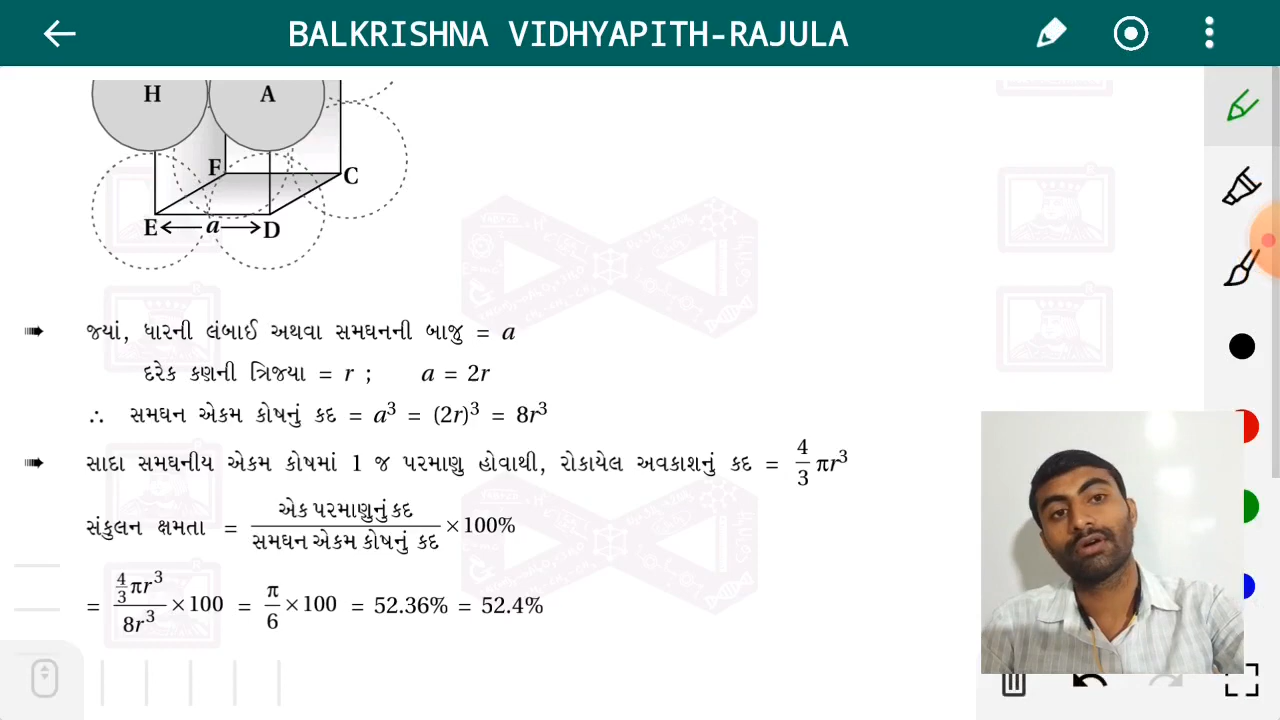 BALKRISHNA VIDHYAPITH-RAJULA
H A
F C
E a D
જ્યાં, ધારની લંબાઈ અથવા સમઘનની બાજુ = a
દરેક કણની ત્રિજ્યા = r ; a = 2r
∴ સમઘન એકમ કોષનું કદ = a³ = (2r)³ = 8r³
સાદા સમઘનીય એકમ કોષમાં 1 જ પરમાણુ હોવાથી, રોકાયેલ અવકાશનું કદ = 4/3 πr³
સંકુલન ક્ષમતા = એક પરમાણુનું કદ / સમઘન એકમ કોષનું કદ × 100%
= 4/3 πr³ / 8r³ × 100 = π/6 × 100 = 52.36% = 52.4%